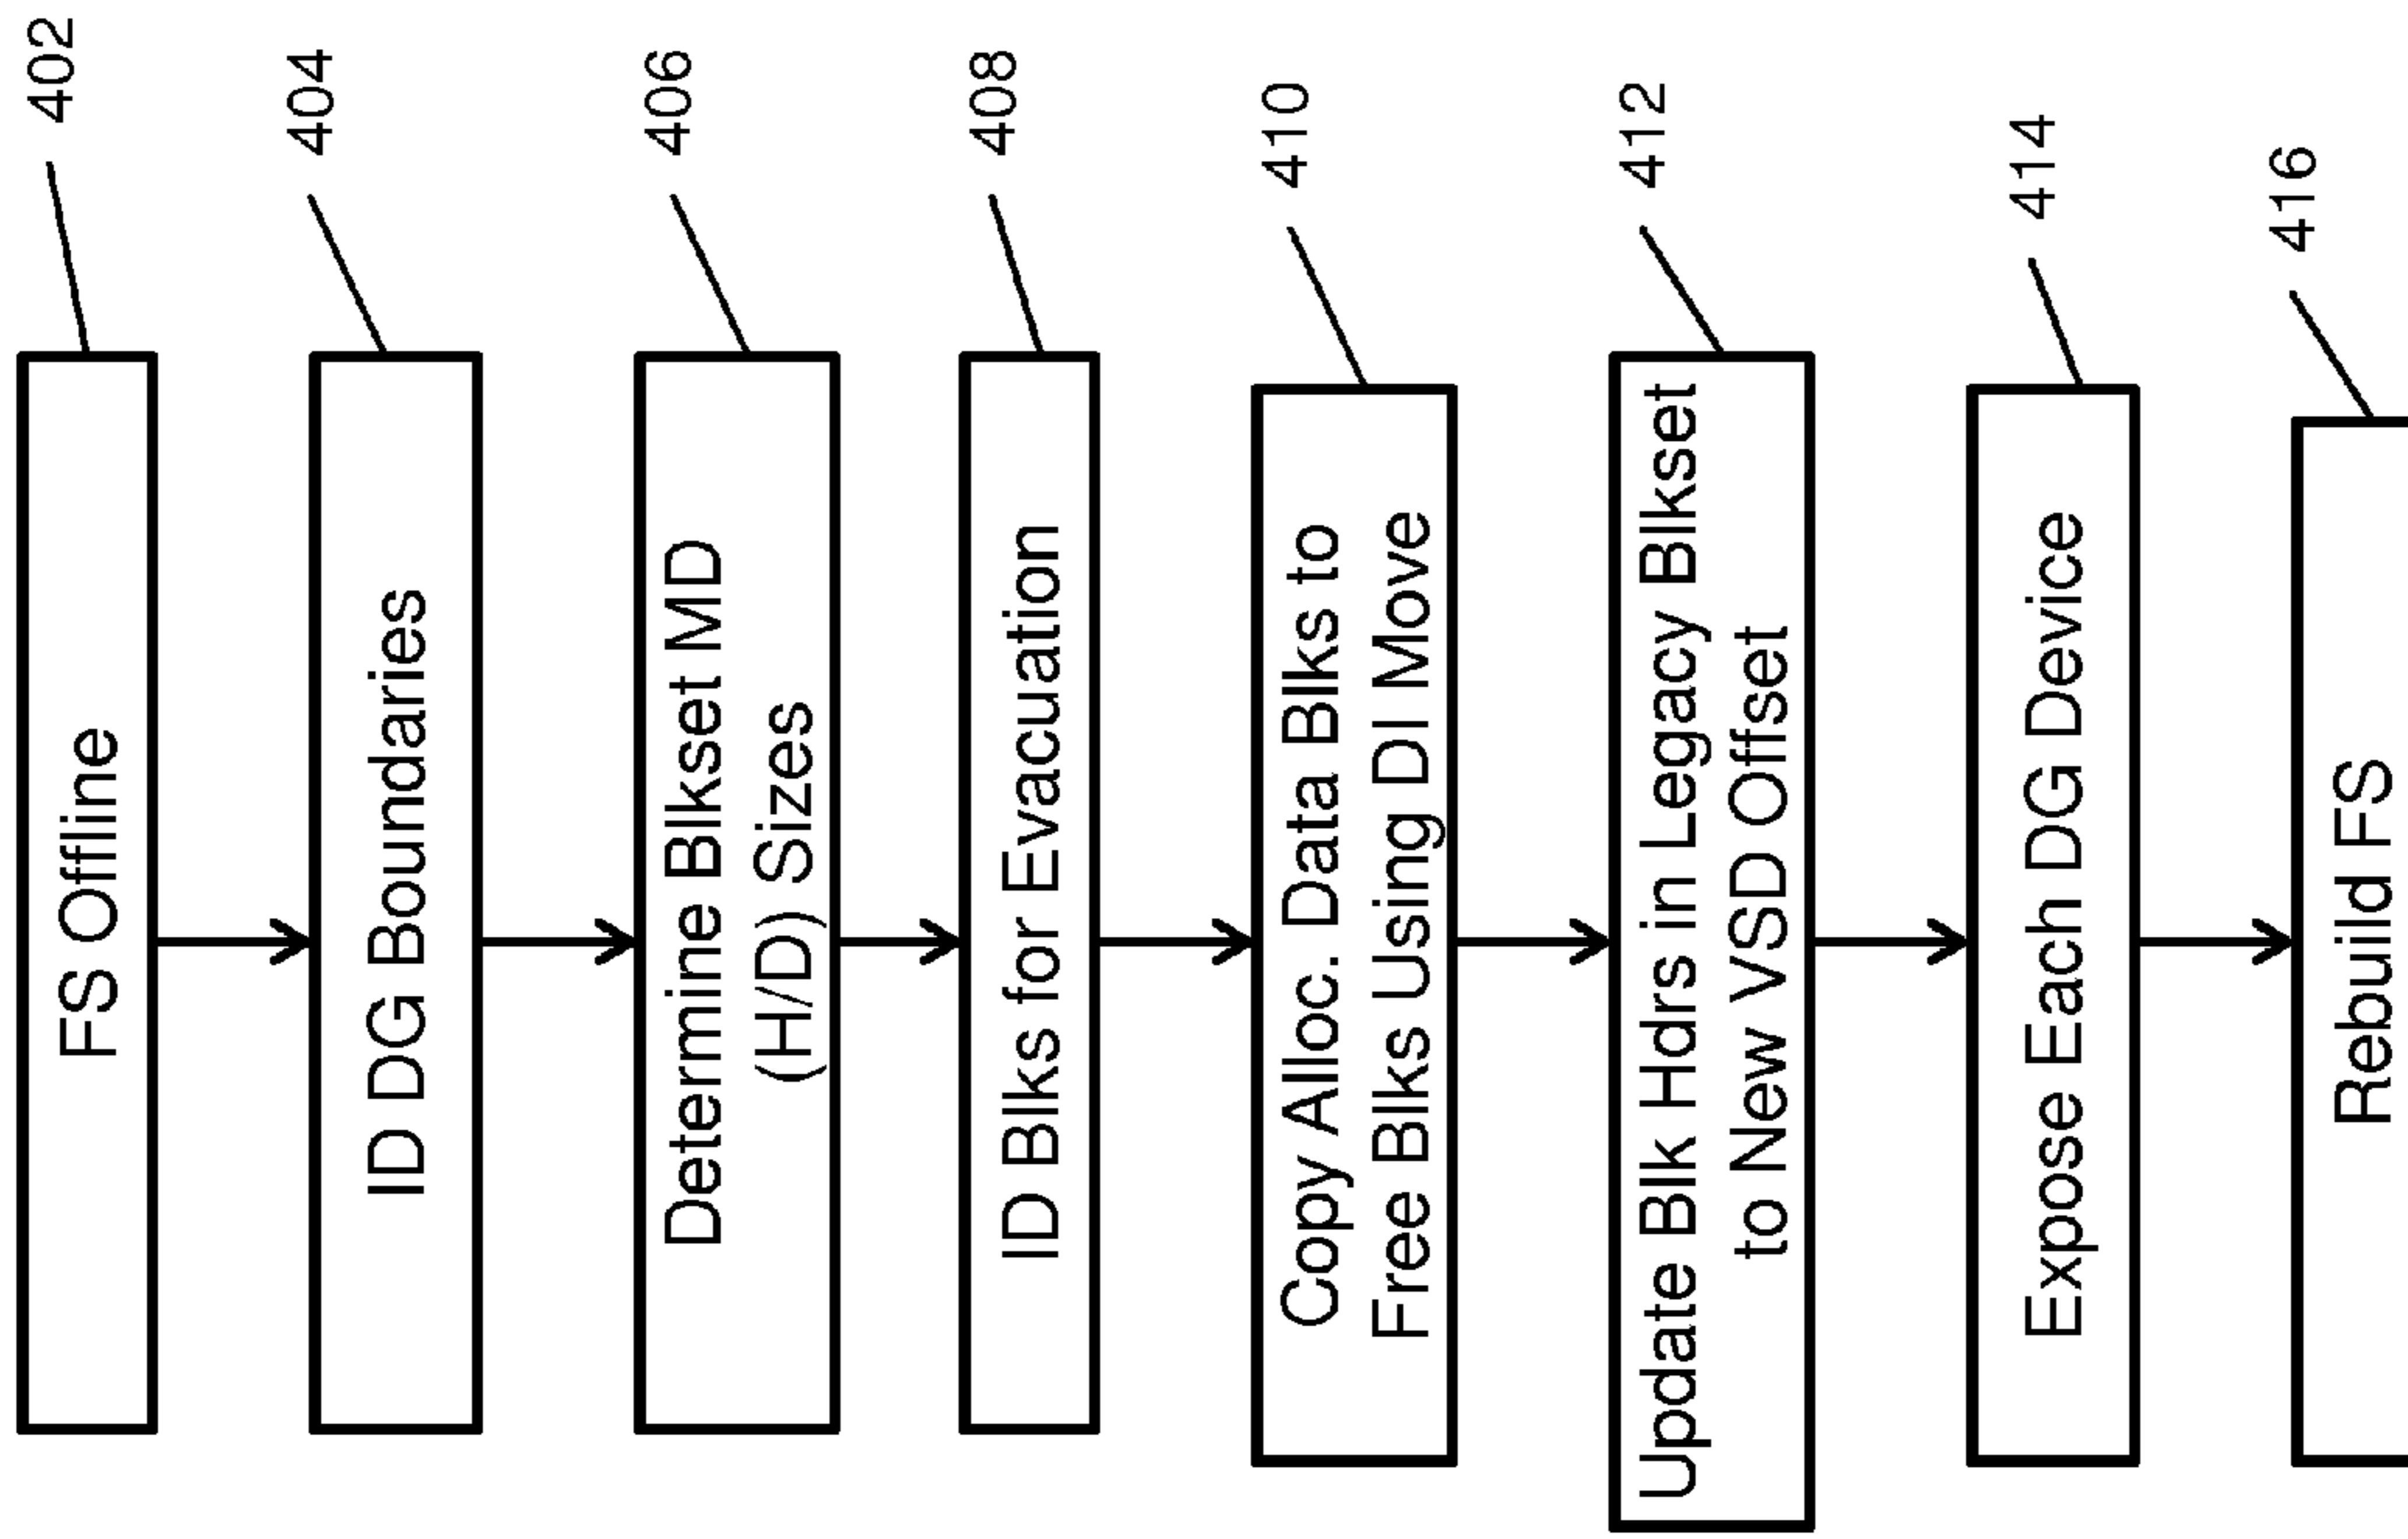 FS Offline
402
ID DG Boundaries
404
Determine Blkset MD
(H/D) Sizes
406
ID Blks for Evacuation
408
Copy Alloc. Data Blks to
Free Blks Using DI Move
410
Update Blk Hdrs in Legacy Blkset
to New VSD Offset
412
Expose Each DG Device
414
Rebuild FS
416